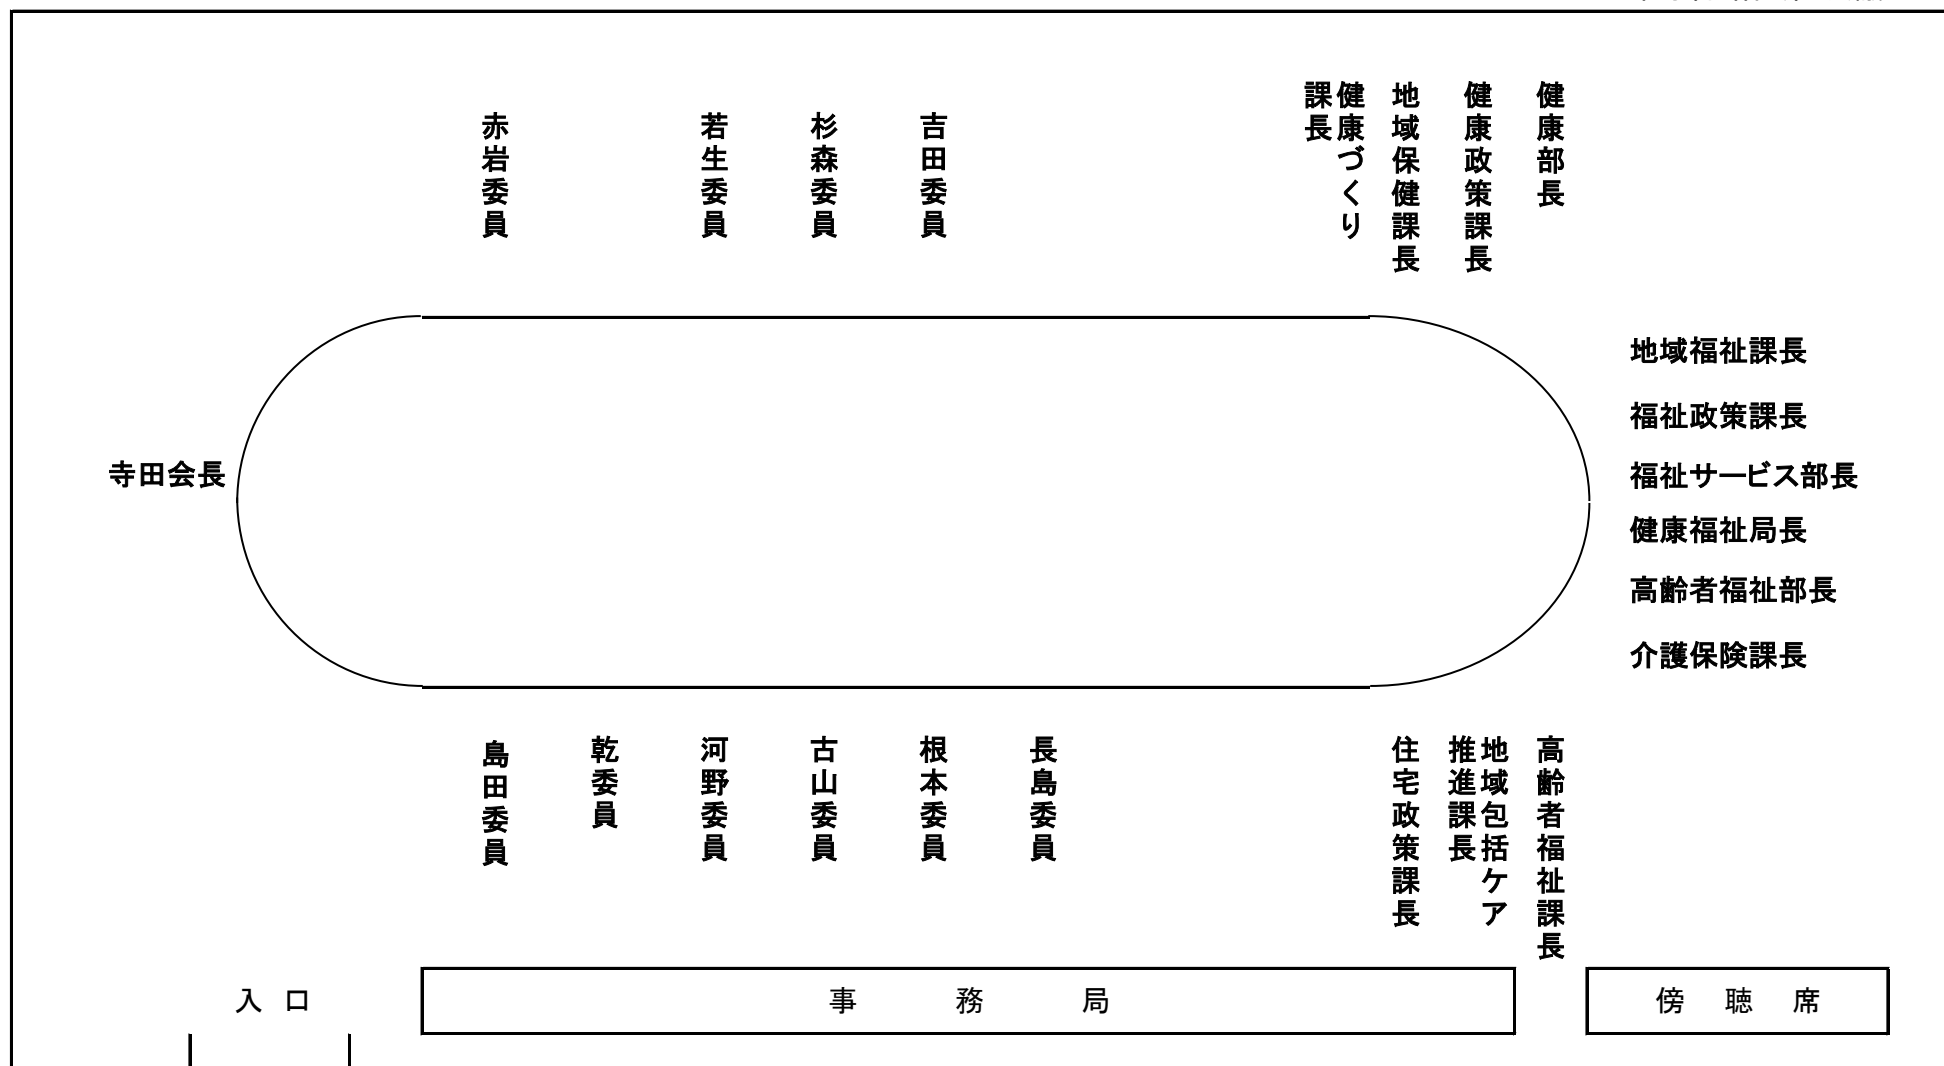 赤岩委員
若生委員
杉森委員
吉田委員
健康づくり
課長
地域保健課長
健康政策課長
健康部長
地域福祉課長
福祉政策課長
寺田会長
福祉サービス部長
健康福祉局長
高齢者福祉部長
介護保険課長
島田委員
乾委員
河野委員
古山委員
根本委員
長島委員
住宅政策課長
地域包括ケア
推進課長
高齢者福祉課長
入 口
事 務 局
傍 聴 席